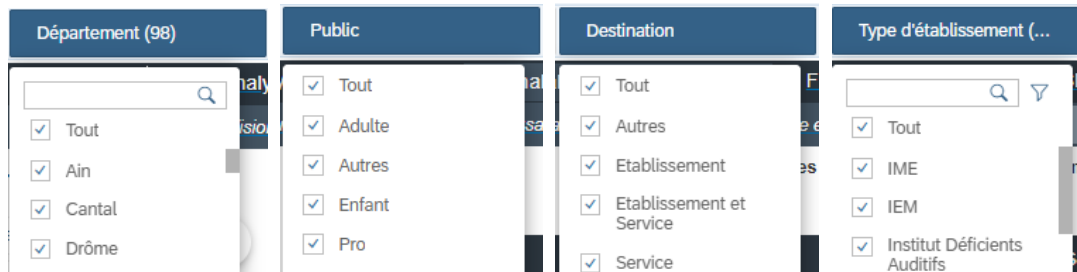 Département (98)
Tout
Ain
Cantal
Drôme
Public
Tout
Adulte
Autres
Enfant
Pro
Destination
Tout
Autres
Etablissement
Etablissement et
Service
Service
Type d'établissement (...
Tout
IME
IEM
Institut Déficients
Auditifs